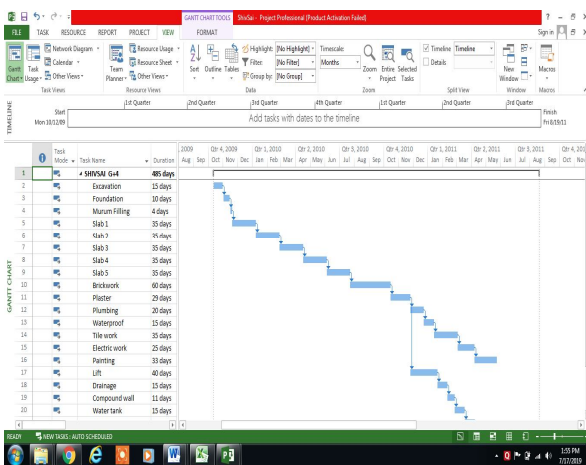 GANTT CHART TOOLS ShivSai - Project Professional (Product Activation Failed)
FILE TASK RESOURCE REPORT PROJECT VIEW FORMAT Sign in
Gantt Chart Task Usage Network Diagram Calendar Other Views Task Views
Team Planner Resource Usage Resource Sheet Other Views Resource Views
Sort Outline Tables Highlight: [No Highlight] Filter: [No Filter] Group by: [No Group] Data
Timescale: Months Zoom Entire Project Selected Tasks Zoom
Timeline Timeline Details Split View
New Window Window Macros Macros
TIMELINE
1st Quarter 2nd Quarter 3rd Quarter 4th Quarter 1st Quarter 2nd Quarter 3rd Quarter
Start
Mon 10/12/09
Add tasks with dates to the timeline
Finish
Fri 8/19/11
GANTT CHART
Task Mode Task Name Duration
2009 Qtr 4, 2009 Qtr 1, 2010 Qtr 2, 2010 Qtr 3, 2010 Qtr 4, 2010 Qtr 1, 2011 Qtr 2, 2011 Qtr 3, 2011 Qtr 4, 201
Aug Sep Oct Nov Dec Jan Feb Mar Apr May Jun Jul Aug Sep Oct Nov Dec Jan Feb Mar Apr May Jun Jul Aug Sep Oct Nov
1 SHIVSAI G+4 485 days
2 Excavation 15 days
3 Foundation 10 days
4 Murum Filling 4 days
5 Slab 1 35 days
6 Slab 2 35 days
7 Slab 3 35 days
8 Slab 4 35 days
9 Slab 5 35 days
10 Brickwork 60 days
11 Plaster 29 days
12 Plumbing 20 days
13 Waterproof 15 days
14 Tile work 35 days
15 Electric work 25 days
16 Painting 33 days
17 Lift 40 days
18 Drainage 15 days
19 Compound wall 11 days
20 Water tank 15 days
READY NEW TASKS : AUTO SCHEDULED
1:55 PM
7/17/2019